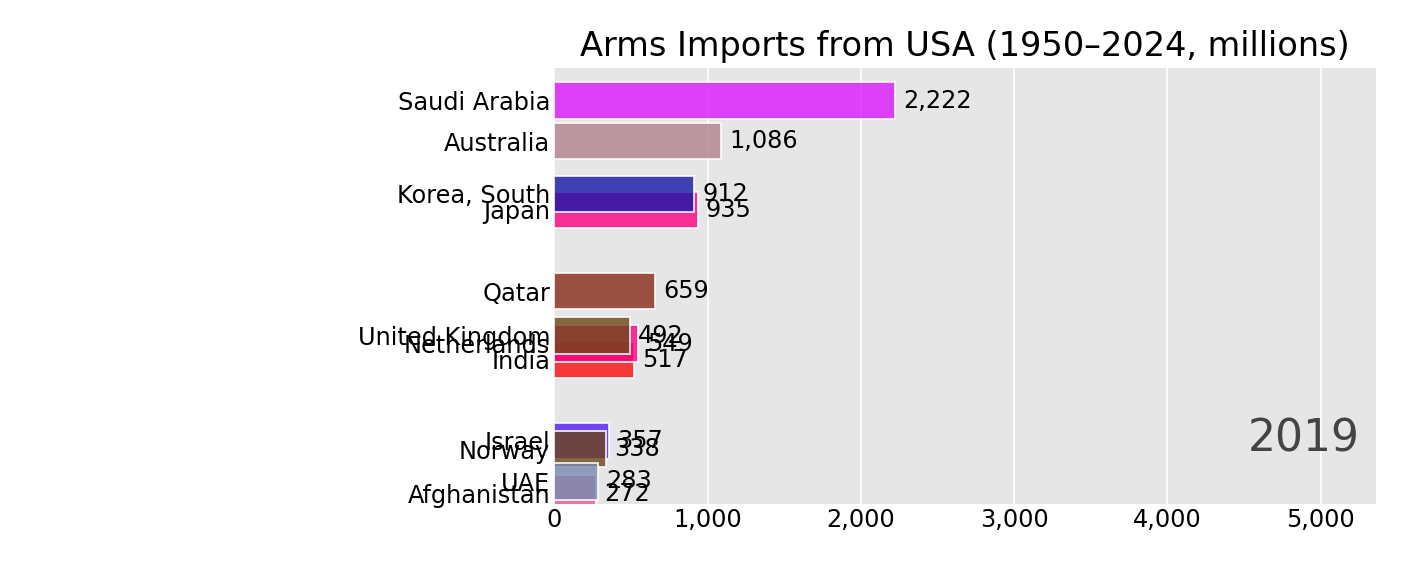 Arms Imports from USA (1950–2024, millions)
Saudi Arabia 2,222
Australia 1,086
Korea, South 912
Japan 935
Qatar 659
United Kingdom 492
Netherlands 549
India 517
Israel 357
Norway 338
UAE 283
Afghanistan 272
2019
0 1,000 2,000 3,000 4,000 5,000